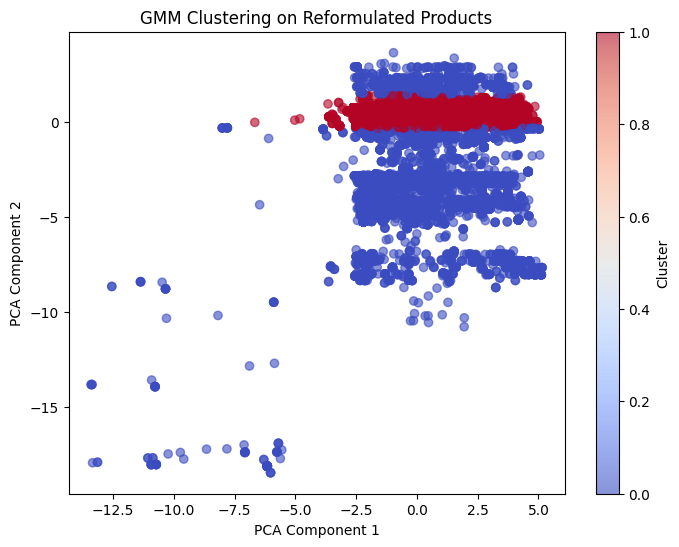 GMM Clustering on Reformulated Products
PCA Component 2
0
−5
−10
−15
−12.5 −10.0 −7.5 −5.0 −2.5 0.0 2.5 5.0
PCA Component 1
1.0
0.8
0.6
0.4
0.2
0.0
Cluster